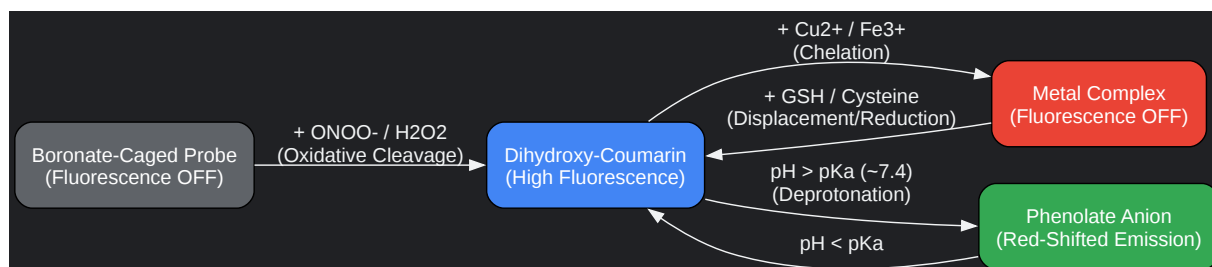 Boronate-Caged Probe
(Fluorescence OFF)
+ ONOO- / H2O2
(Oxidative Cleavage)
Dihydroxy-Coumarin
(High Fluorescence)
+ Cu2+ / Fe3+
(Chelation)
+ GSH / Cysteine
(Displacement/Reduction)
Metal Complex
(Fluorescence OFF)
pH > pKa (~7.4)
(Deprotonation)
pH < pKa
Phenolate Anion
(Red-Shifted Emission)